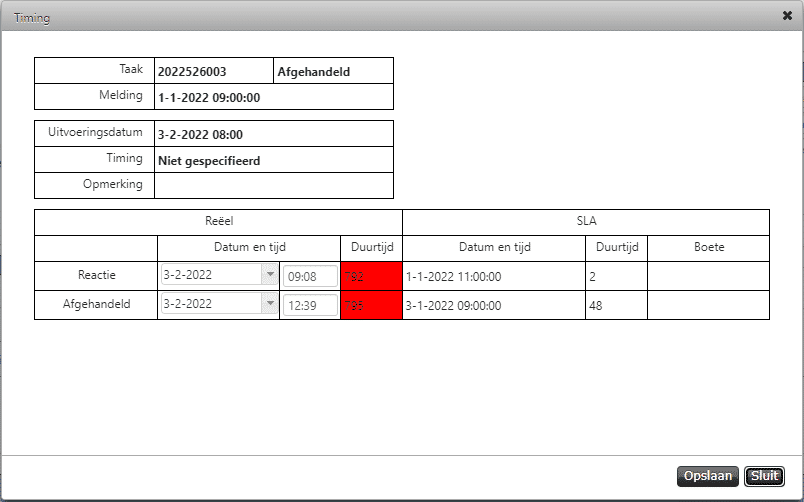 Timing
Taak 2022526003 Afgehandeld
Melding 1-1-2022 09:00:00
Uitvoeringsdatum 3-2-2022 08:00
Timing Niet gespecifieerd
Opmerking
Reëel SLA
Datum en tijd Duurtijd Datum en tijd Duurtijd Boete
Reactie 3-2-2022 09:08 792 1-1-2022 11:00:00 2
Afgehandeld 3-2-2022 12:39 3-1-2022 09:00:00 48
Opslaan Sluit